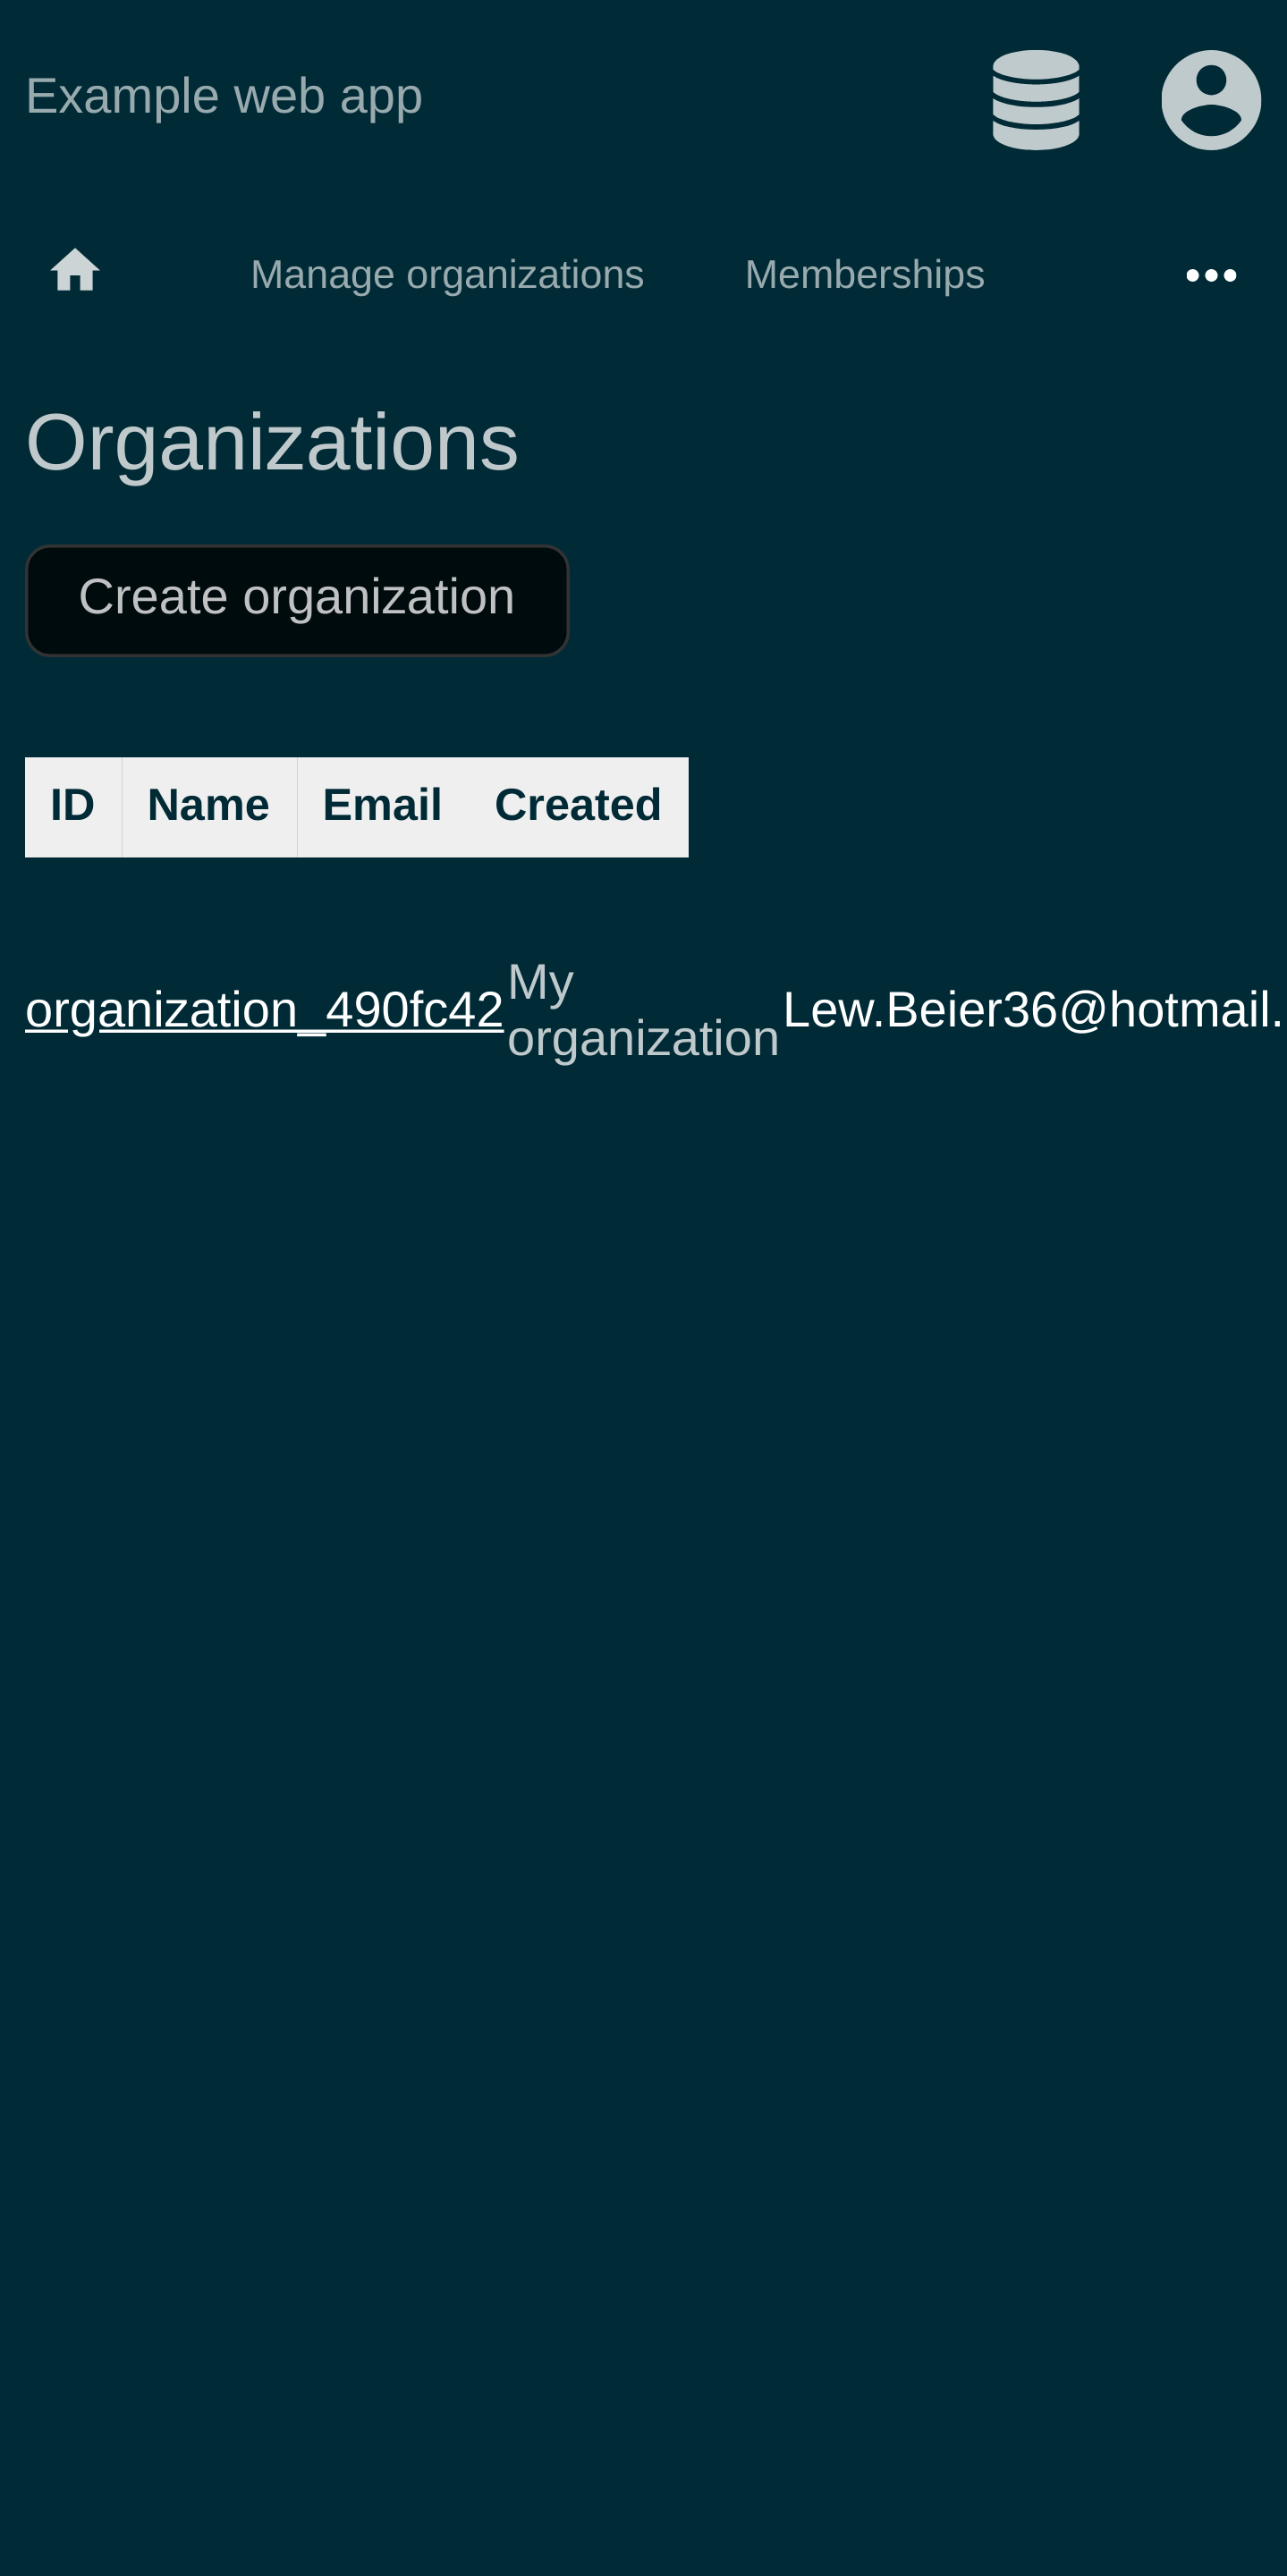 Example web app
Manage organizations Memberships
Organizations
Create organization
ID Name Email Created
organization_490fc42 My organization Lew.Beier36@hotmail.